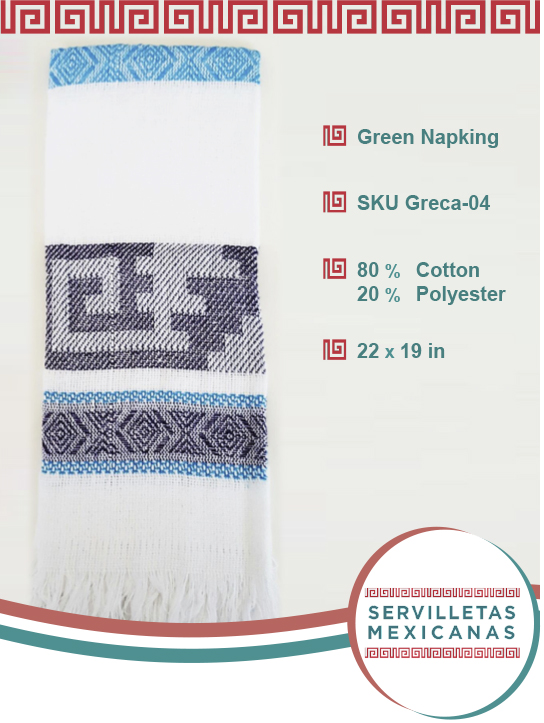 Green Napking
SKU Greca-04
80 % Cotton
20 % Polyester
22 x 19 in
SERVILLETAS
MEXICANAS